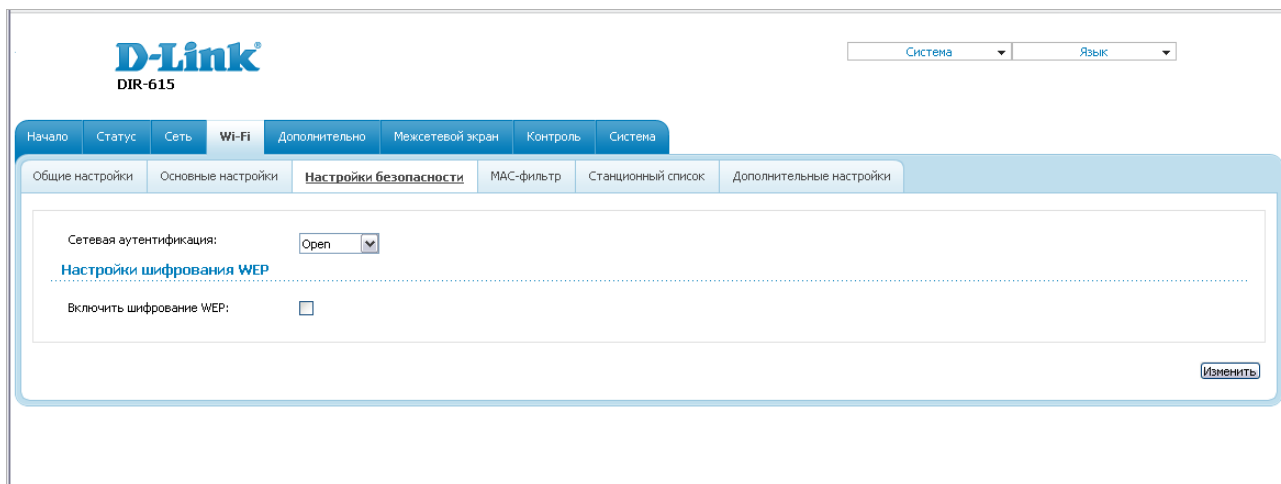 D-Link®
DIR-615
Система Язык
Начало Статус Сеть Wi-Fi Дополнительно Межсетевой экран Контроль Система
Общие настройки Основные настройки Настройки безопасности MAC-фильтр Станционный список Дополнительные настройки
Сетевая аутентификация: Open
Настройки шифрования WEP
Включить шифрование WEP:
Изменить